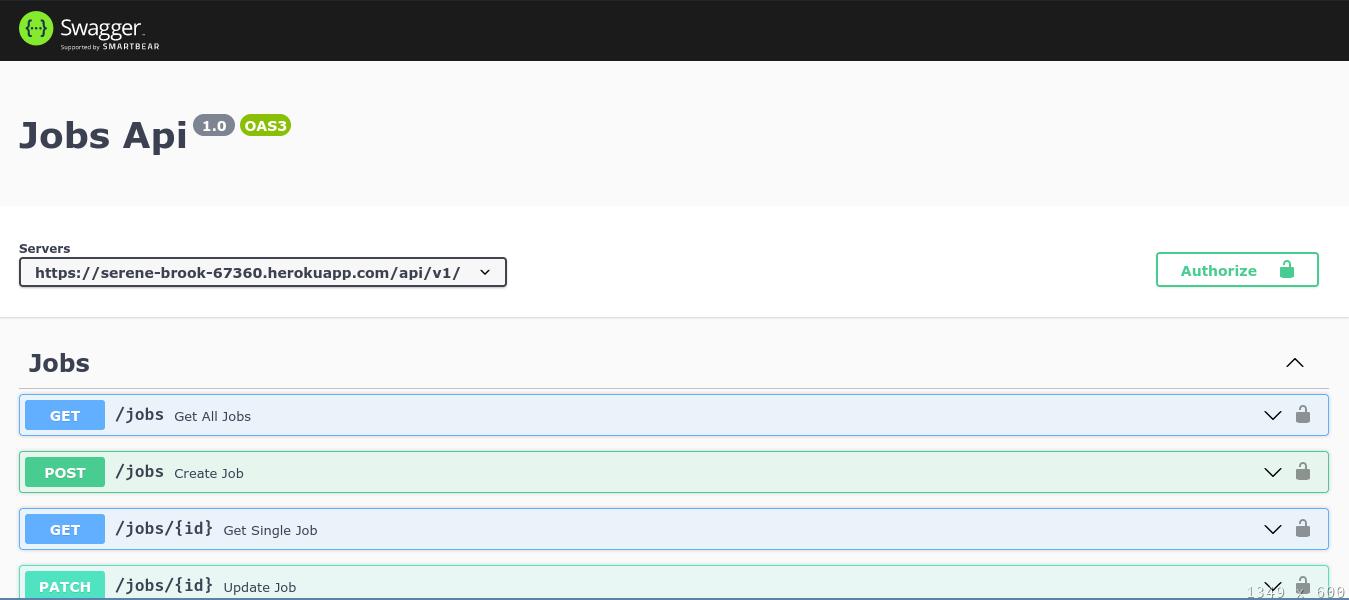 Swagger
Supported by SMARTBEAR
Jobs Api 1.0 OAS3
Servers
https://serene-brook-67360.herokuapp.com/api/v1/
Authorize
Jobs
GET /jobs Get All Jobs
POST /jobs Create Job
GET /jobs/{id} Get Single Job
PATCH /jobs/{id} Update Job
1349 x 600